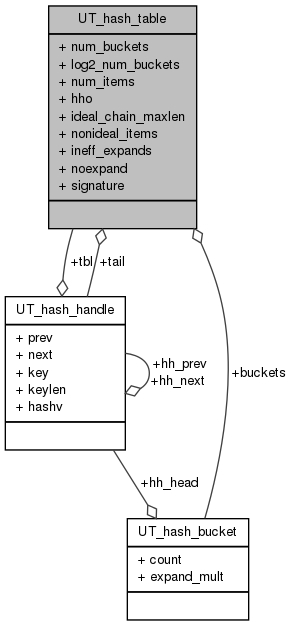 UT_hash_table
+ num_buckets
+ log2_num_buckets
+ num_items
+ hho
+ ideal_chain_maxlen
+ nonideal_items
+ ineff_expands
+ noexpand
+ signature
+tbl
+tail
UT_hash_handle
+ prev
+ next
+ key
+ keylen
+ hashv
+hh_prev
+hh_next
+buckets
+hh_head
UT_hash_bucket
+ count
+ expand_mult